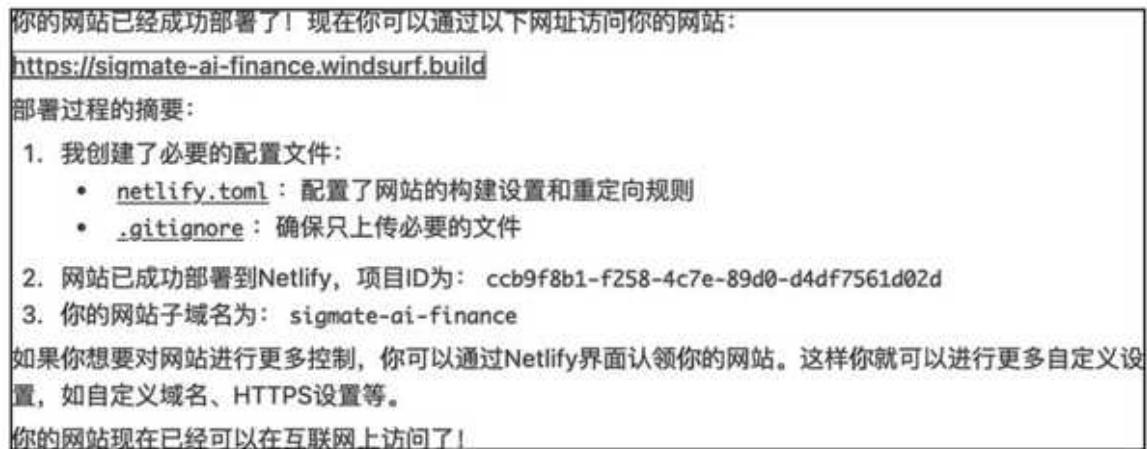 你的网站已经成功部署了！现在你可以通过以下网址访问你的网站：
https://sigmate-ai-finance.windsurf.build
部署过程的摘要：
1. 我创建了必要的配置文件：
• netlify.toml： 配置了网站的构建设置和重定向规则
• .gitignore： 确保只上传必要的文件
2. 网站已成功部署到Netlify，项目ID为： ccb9f8b1-f258-4c7e-89d0-d4df7561d02d
3. 你的网站子域名为： sigmate-ai-finance
如果你想要对网站进行更多控制，你可以通过Netlify界面认领你的网站。这样你就可以进行更多自定义设
置，如自定义域名、HTTPS设置等。
你的网站现在已经可以在互联网上访问了！